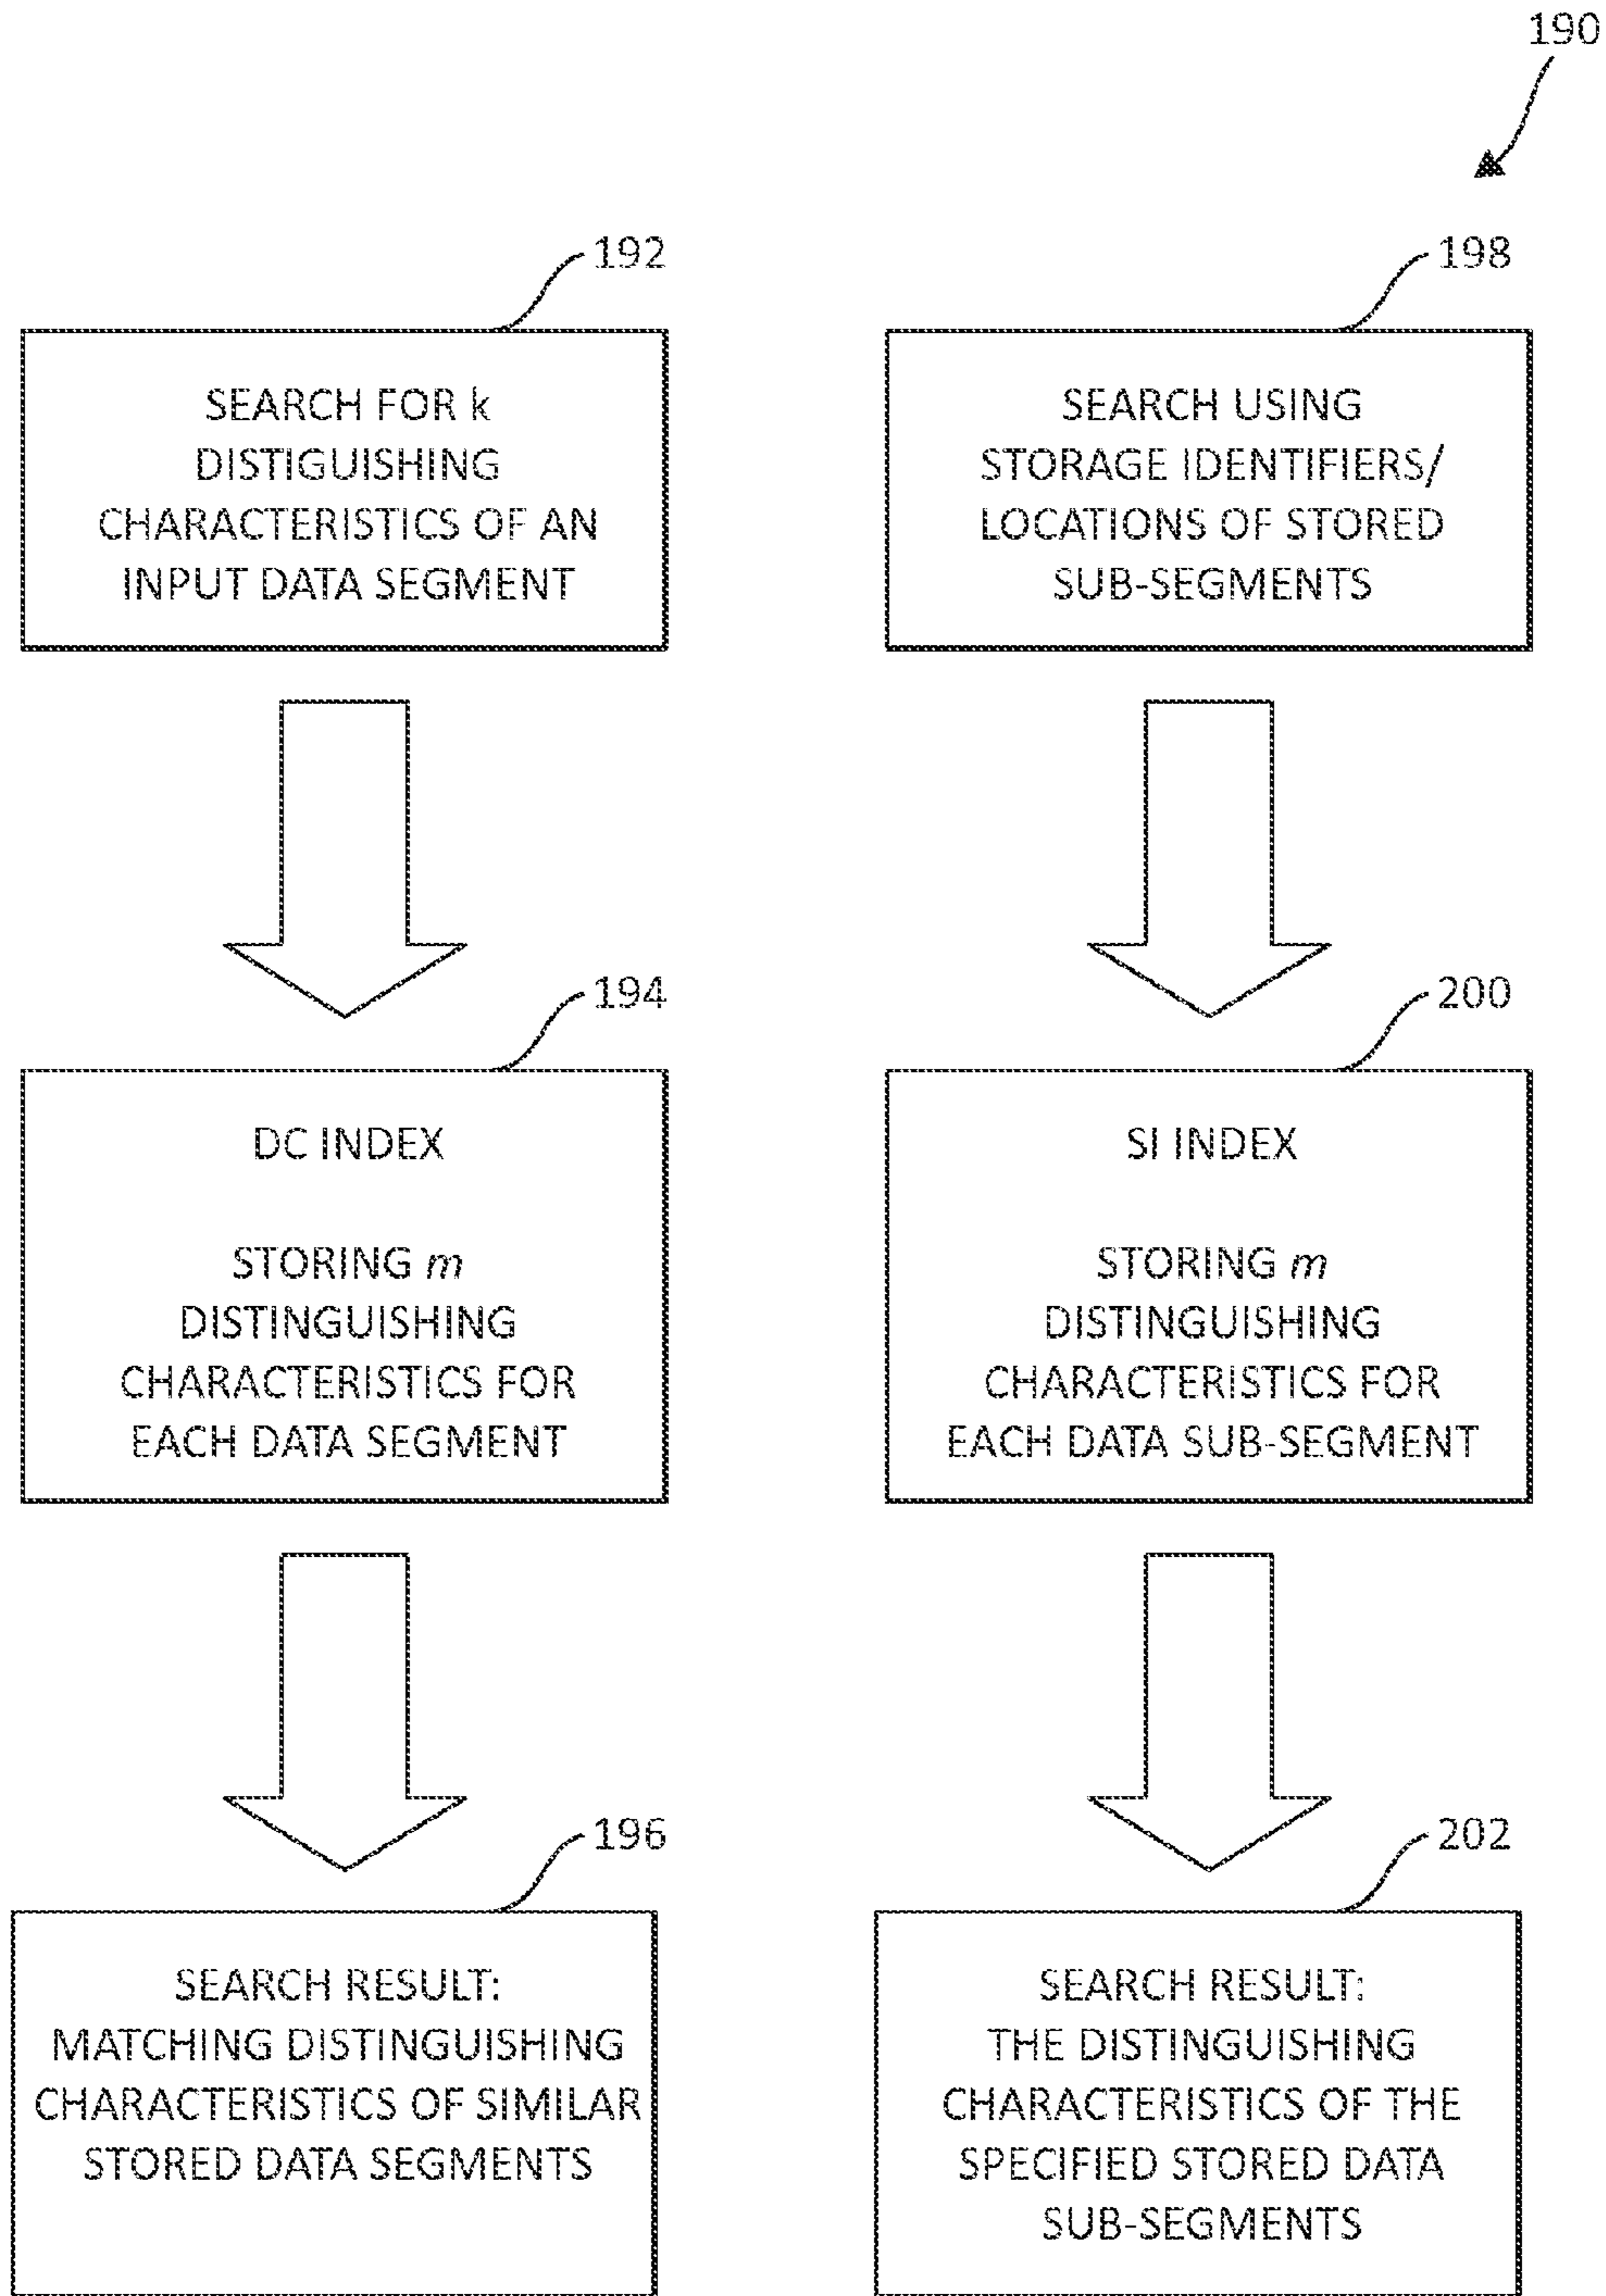 190
192
SEARCH FOR k
DISTIGUISHING
CHARACTERISTICS OF AN
INPUT DATA SEGMENT
198
SEARCH USING
STORAGE IDENTIFIERS/
LOCATIONS OF STORED
SUB-SEGMENTS
194
DC INDEX
STORING m
DISTINGUISHING
CHARACTERISTICS FOR
EACH DATA SEGMENT
200
SI INDEX
STORING m
DISTINGUISHING
CHARACTERISTICS FOR
EACH DATA SUB-SEGMENT
196
SEARCH RESULT:
MATCHING DISTINGUISHING
CHARACTERISTICS OF SIMILAR
STORED DATA SEGMENTS
202
SEARCH RESULT:
THE DISTINGUISHING
CHARACTERISTICS OF THE
SPECIFIED STORED DATA
SUB-SEGMENTS